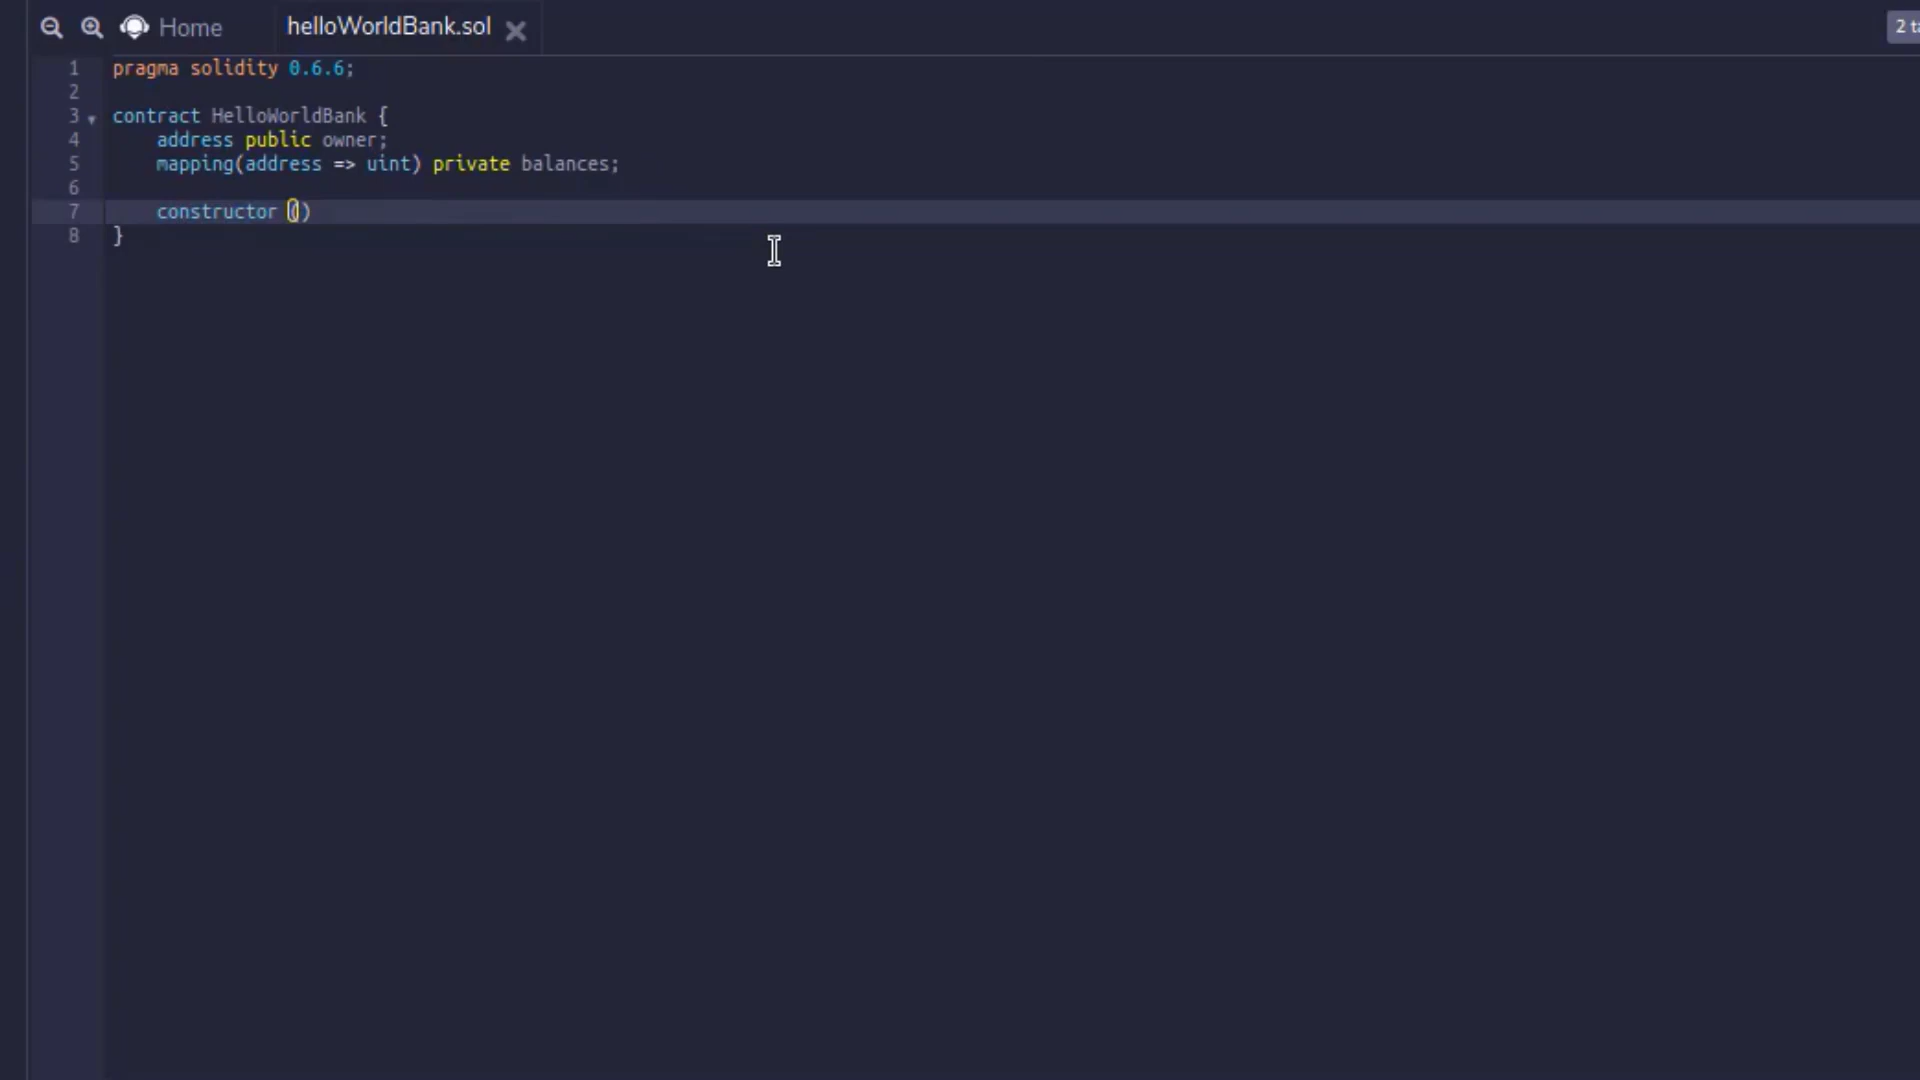 Home
helloWorldBank.sol
2 t
1 pragma solidity 0.6.6;
2
3 contract HelloWorldBank {
4 address public owner;
5 mapping(address => uint) private balances;
6
7 constructor ()
8 }